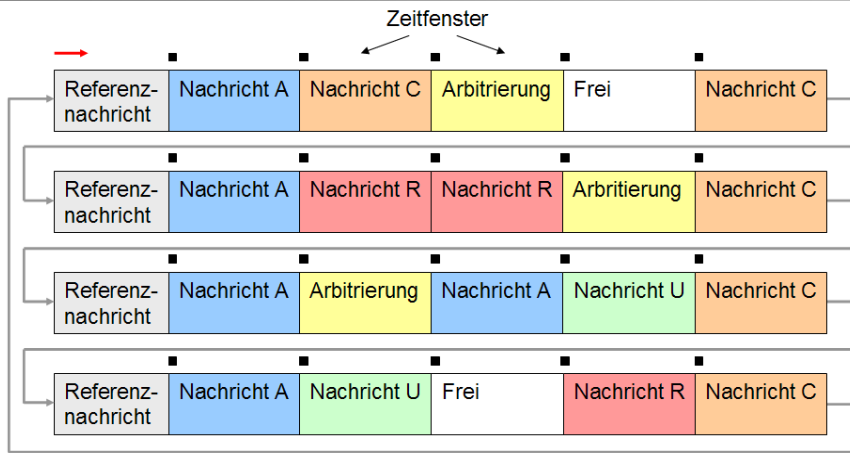 Zeitfenster
Referenz- Nachricht A Nachricht C Arbitrierung Frei Nachricht C
nachricht
Referenz- Nachricht A Nachricht R Nachricht R Arbritierung Nachricht C
nachricht
Referenz- Nachricht A Arbitrierung Nachricht A Nachricht U Nachricht C
nachricht
Referenz- Nachricht A Nachricht U Frei Nachricht R Nachricht C
nachricht